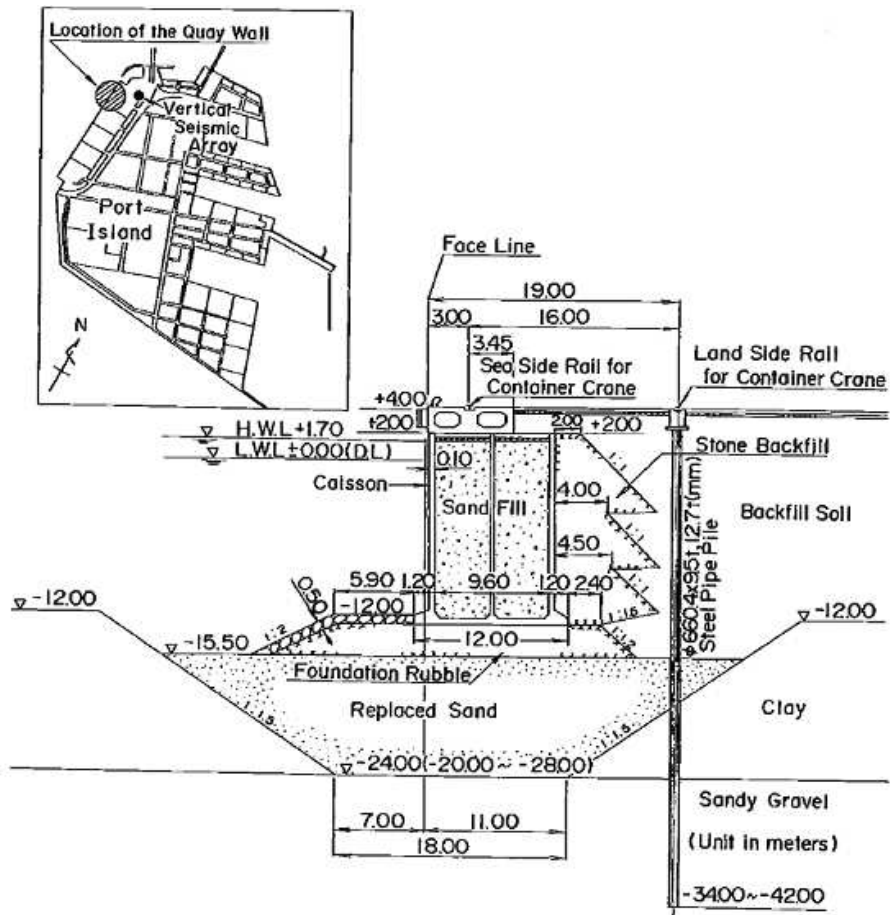 Location of the Quay Wall
Vertical
Seismic
Array
Port
Island
N
Face Line
19.00
3.00
16.00
3.45
Sea Side Rail for
Container Crane
Land Side Rail
for Container Crane
+4.00
+2.00
2.00
+2.00
H.W.L +1.70
L.W.L ±0.00(D.L)
0.10
Stone Backfill
Caisson
Sand Fill
4.00
Backfill Soil
4.50
5.90
1.20
9.60
1.20
2.40
0.50
-12.00
-12.00
-12.00
1:2
1:1.6
1:1.2
12.00
-15.50
Foundation Rubble
φ660.4x9.5t, 12.7t(mm)
Steel Pipe Pile
Replaced Sand
Clay
1:1.5
1:1.5
-24.00(-20.00~-28.00)
7.00
11.00
18.00
Sandy Gravel
(Unit in meters)
-34.00~-42.00